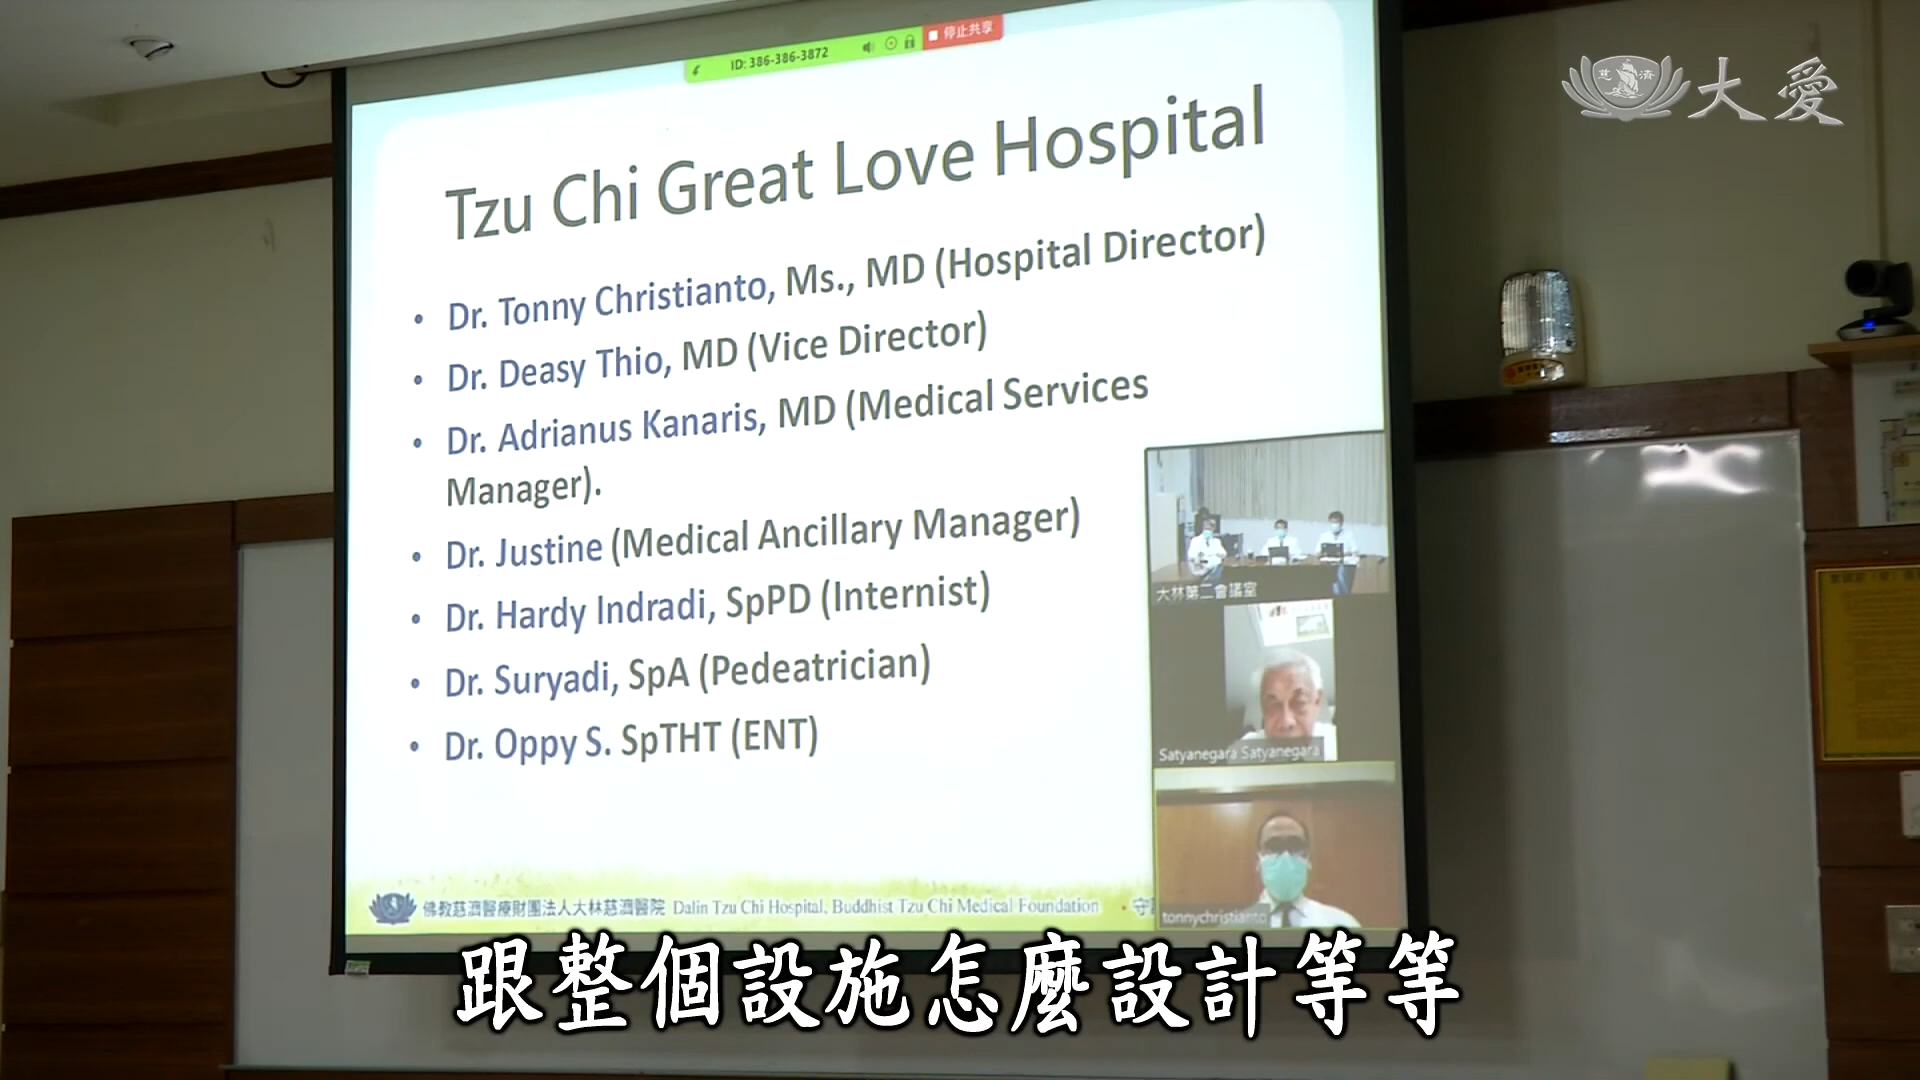 ID: 386-386-3872
停止共享
慈濟
大愛
Tzu Chi Great Love Hospital
• Dr. Tonny Christianto, Ms., MD (Hospital Director)
• Dr. Deasy Thio, MD (Vice Director)
• Dr. Adrianus Kanaris, MD (Medical Services
Manager).
• Dr. Justine (Medical Ancillary Manager)
• Dr. Hardy Indradi, SpPD (Internist)
• Dr. Suryadi, SpA (Pedeatrician)
• Dr. Oppy S. SpTHT (ENT)
大林第二會議室
Satyanegara Satyanegara
tonnychristianto
佛教慈濟醫療財團法人大林慈濟醫院 Dalin Tzu Chi Hospital, Buddhist Tzu Chi Medical Foundation • 守
跟整個設施怎麼設計等等